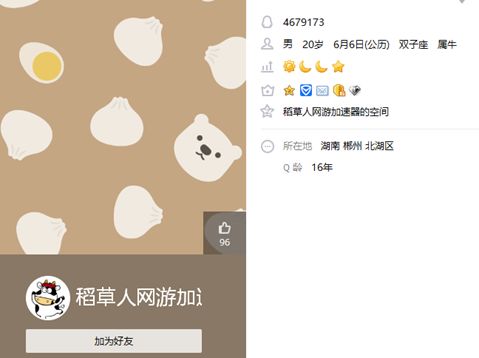 96
稻草人网游加速
加为好友
4679173
男 20岁 6月6日(公历) 双子座 属牛
稻草人网游加速器的空间
所在地 湖南 郴州 北湖区
Q 龄 16年